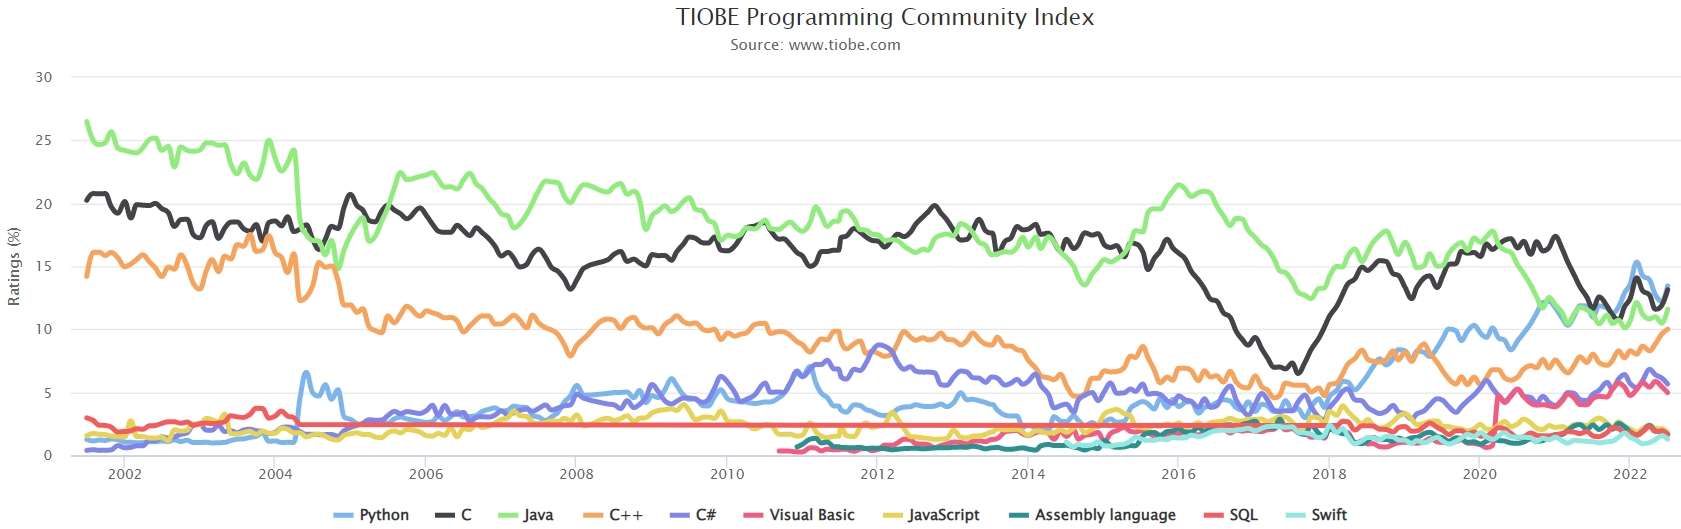 TIOBE Programming Community Index
Source: www.tiobe.com
Ratings (%)
30
25
20
15
10
5
0
2002 2004 2006 2008 2010 2012 2014 2016 2018 2020 2022
Python C Java C++ C# Visual Basic JavaScript Assembly language SQL Swift